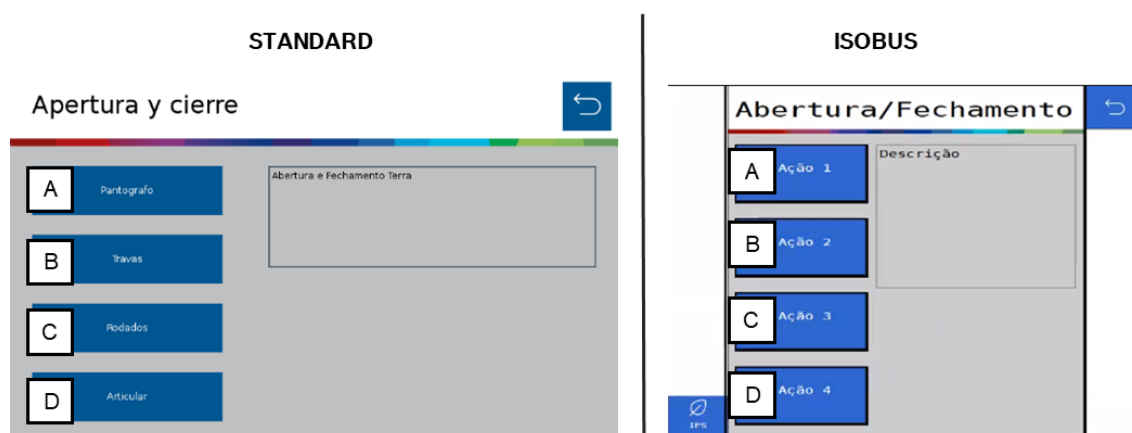 STANDARD
Apertura y cierre
A
Pantografo
Abertura e Fechamento Terra
B
Travas
C
Rodados
D
Articular
ISOBUS
Abertura/Fechamento
A
Ação 1
Descrição
B
Ação 2
C
Ação 3
D
Ação 4
IPS